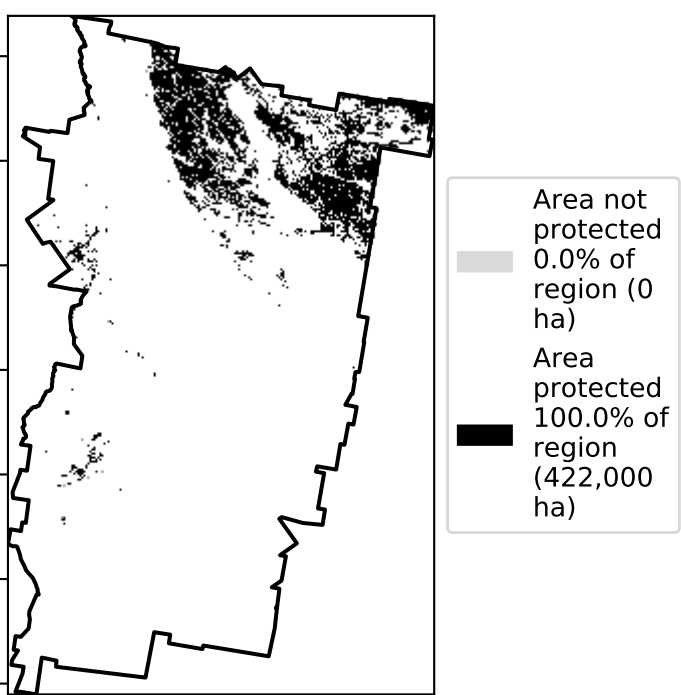 Area not
protected
0.0% of
region (0
ha)
Area
protected
100.0% of
region
(422,000
ha)